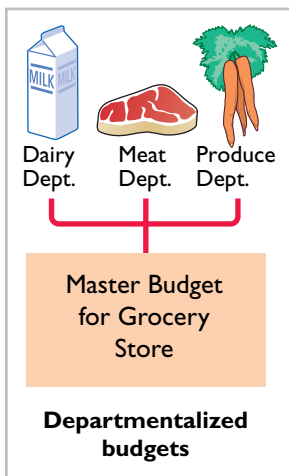 MILK MILK
Dairy Dept.
Meat Dept.
Produce Dept.
Master Budget
for Grocery
Store
Departmentalized
budgets